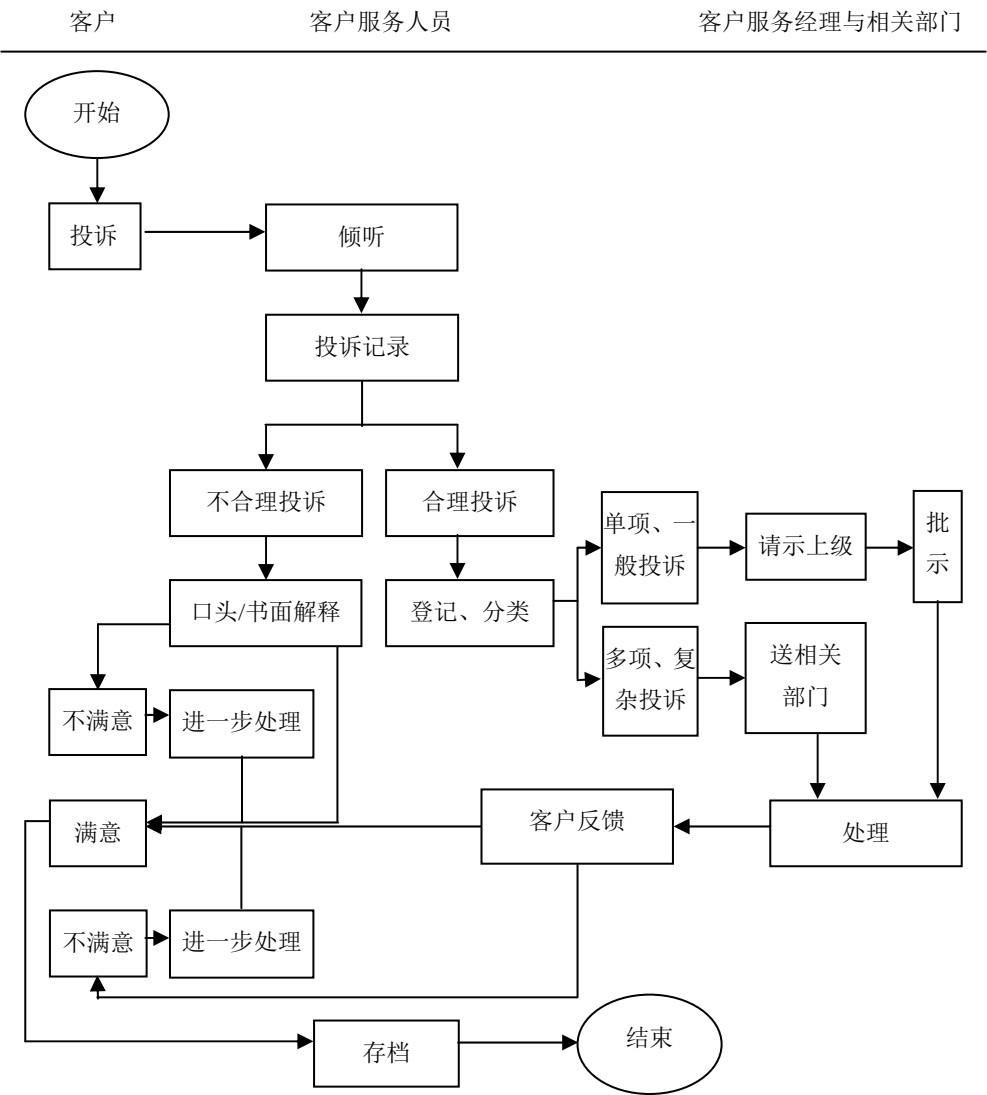 客户 客户服务人员 客户服务经理与相关部门
开始
投诉 倾听
投诉记录
不合理投诉 合理投诉
单项、一
般投诉
请示上级
批
示
口头/书面解释 登记、分类
多项、复
杂投诉
送相关
部门
不满意 进一步处理
满意 客户反馈 处理
不满意 进一步处理
存档 结束